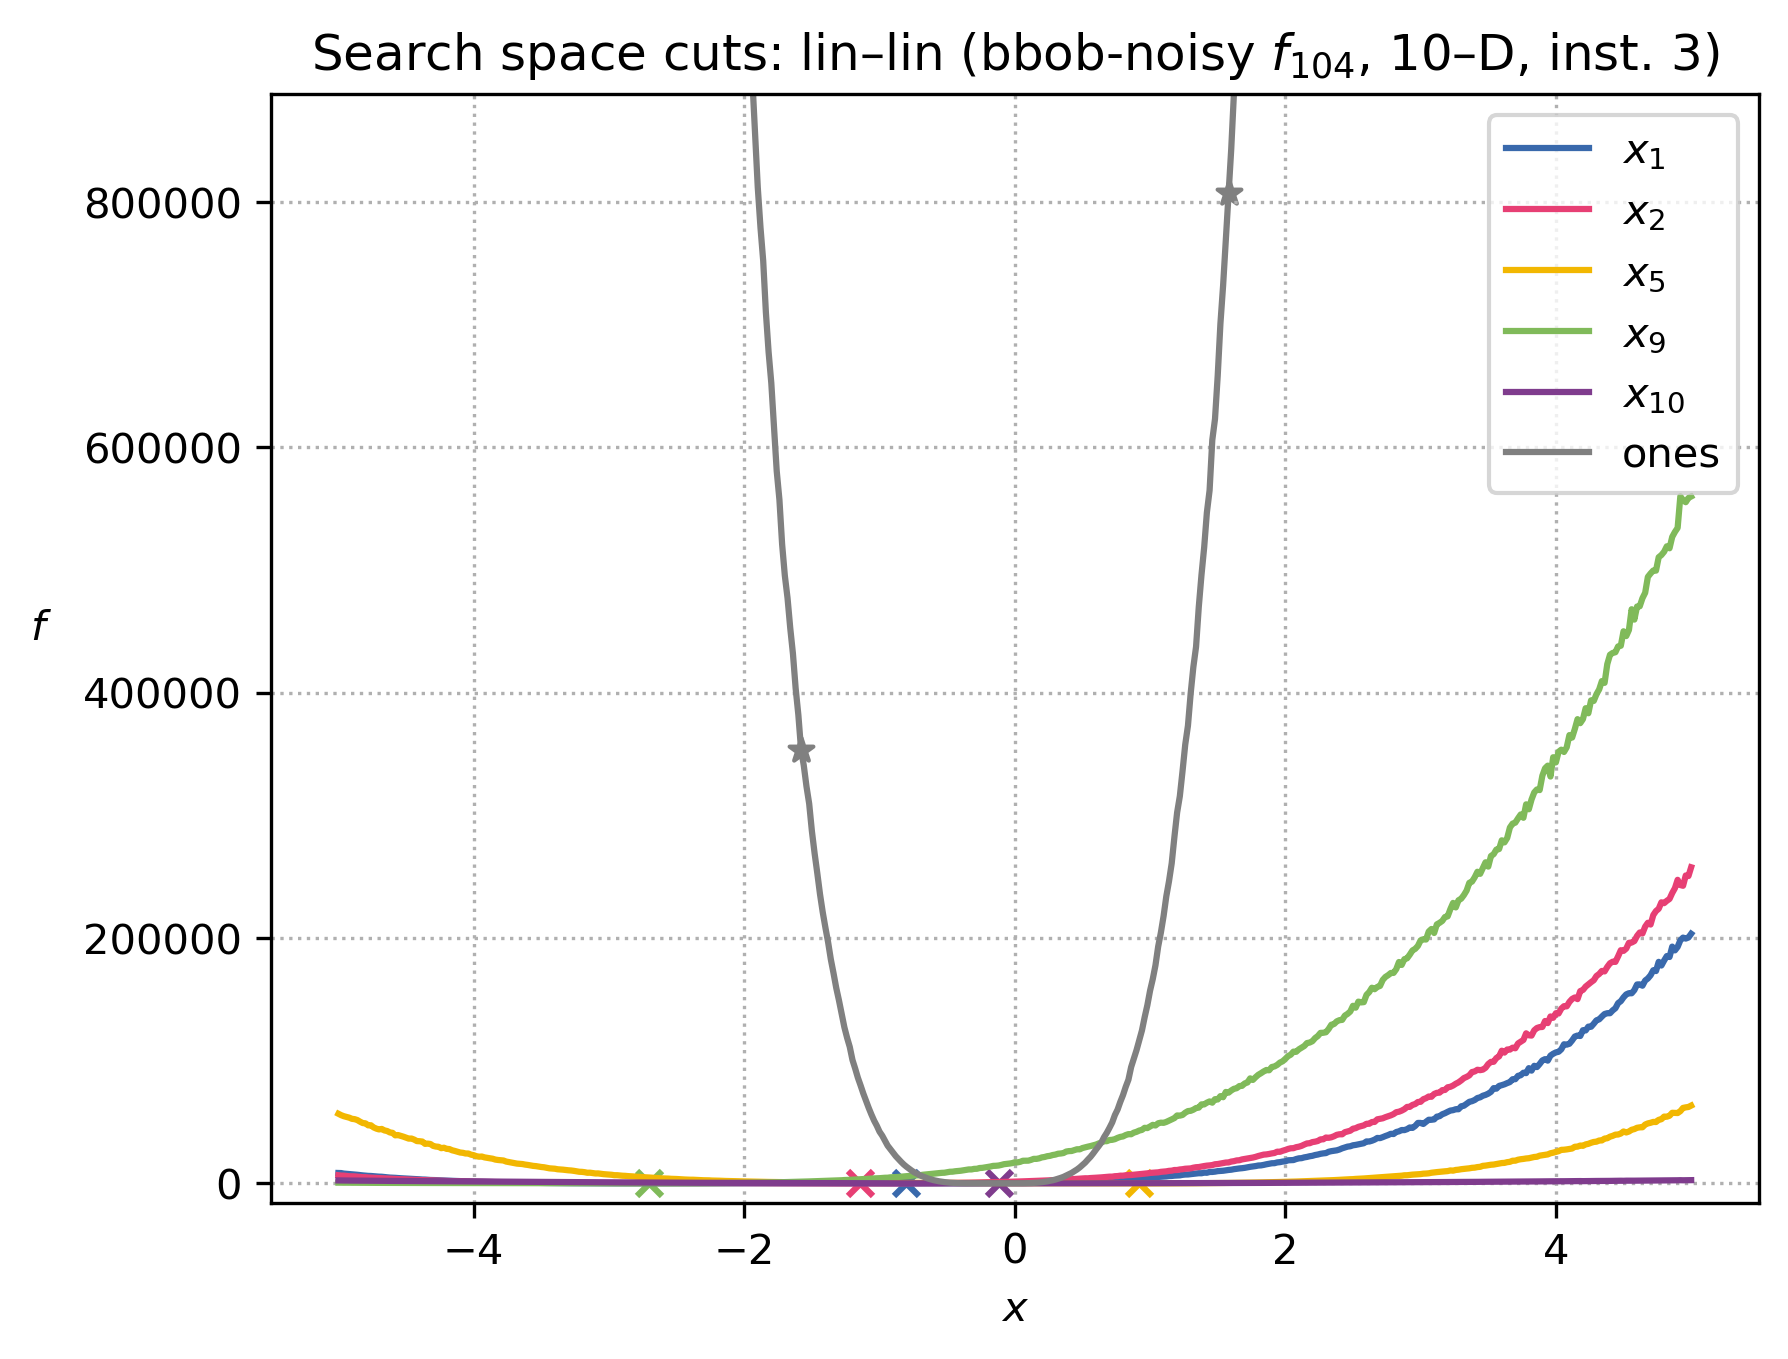 Search space cuts: lin–lin (bbob-noisy f₁₀₄, 10–D, inst. 3)
x₁
x₂
x₅
x₉
x₁₀
ones
800000
600000
400000
200000
0
f
−4 −2 0 2 4
x